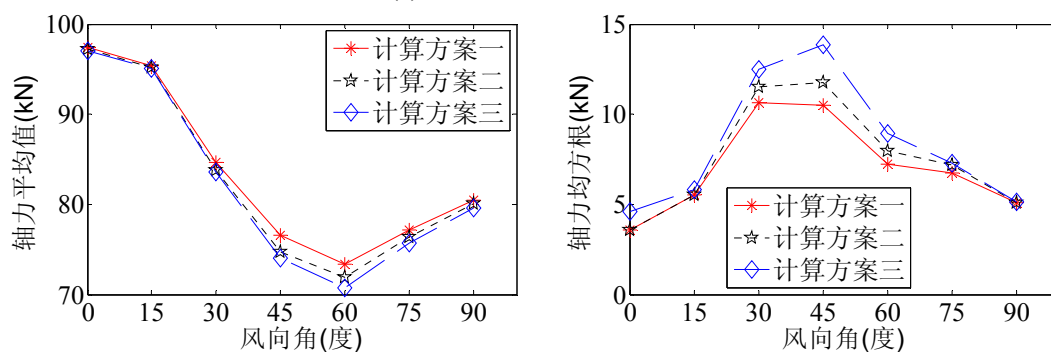 轴力平均值(kN)
100
90
80
70
0 15 30 45 60 75 90
风向角(度)
计算方案一
计算方案二
计算方案三
轴力均方根(kN)
15
10
5
0
0 15 30 45 60 75 90
风向角(度)
计算方案一
计算方案二
计算方案三